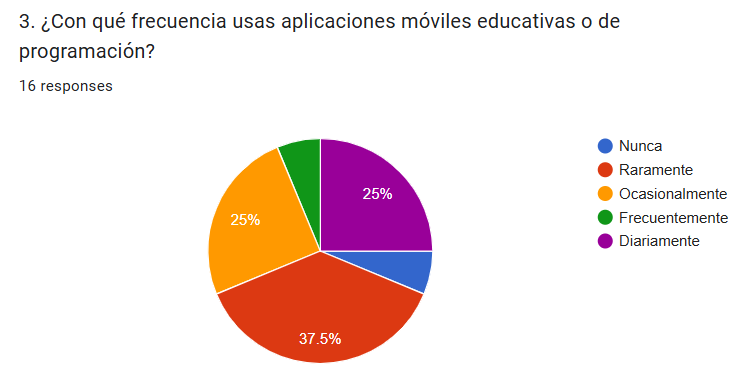 3. ¿Con qué frecuencia usas aplicaciones móviles educativas o de
programación?
16 responses
Nunca
Raramente
Ocasionalmente
Frecuentemente
Diariamente
25%
25%
37.5%